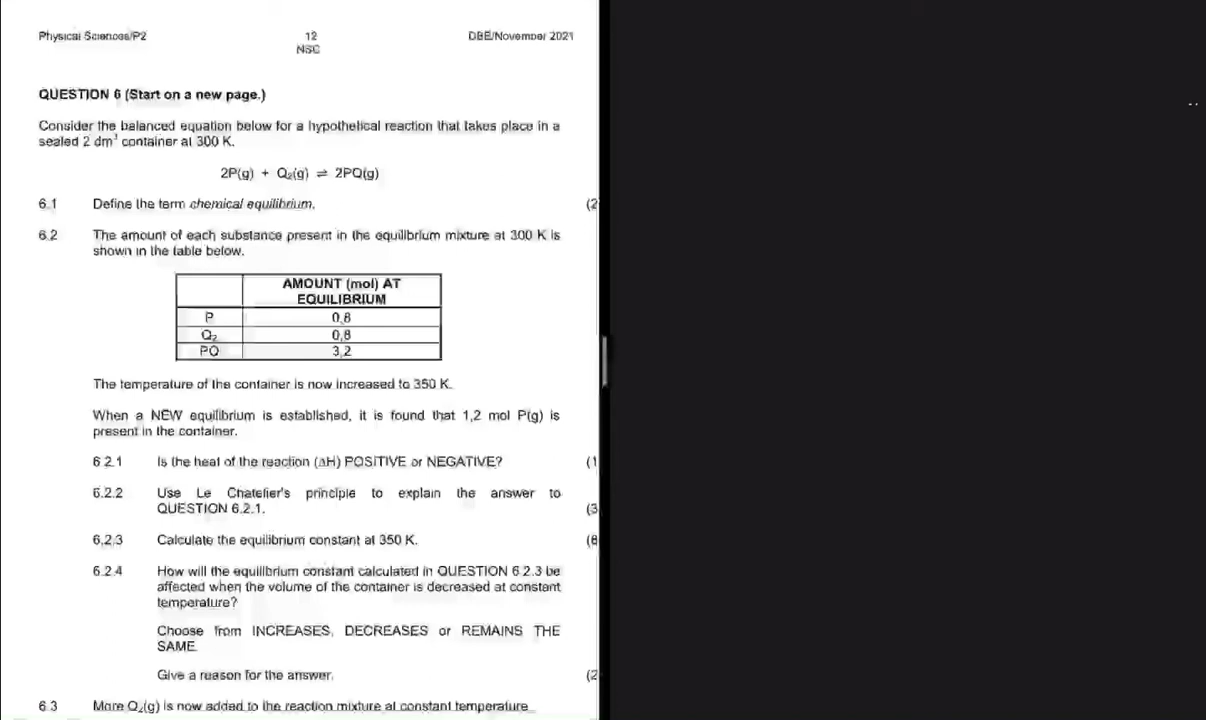 Physical Sciences/P2 12 DBE/November 2021
NSC
QUESTION 6 (Start on a new page.)
Consider the balanced equation below for a hypothetical reaction that takes place in a
sealed 2 dm³ container at 300 K.
2P(g) + Q₂(g) ⇌ 2PQ(g)
6.1 Define the term chemical equilibrium. (2
6.2 The amount of each substance present in the equilibrium mixture at 300 K is
shown in the table below.
AMOUNT (mol) AT
EQUILIBRIUM
P 0,8
Q₂ 0,8
PQ 3,2
The temperature of the container is now increased to 350 K.
When a NEW equilibrium is established, it is found that 1,2 mol P(g) is
present in the container.
6.2.1 Is the heat of the reaction (ΔH) POSITIVE or NEGATIVE? (1
6.2.2 Use Le Chatelier's principle to explain the answer to
QUESTION 6.2.1. (3
6.2.3 Calculate the equilibrium constant at 350 K. (8
6.2.4 How will the equilibrium constant calculated in QUESTION 6.2.3 be
affected when the volume of the container is decreased at constant
temperature?
Choose from INCREASES, DECREASES or REMAINS THE
SAME.
Give a reason for the answer. (2
6.3 More Q₂(g) is now added to the reaction mixture at constant temperature.